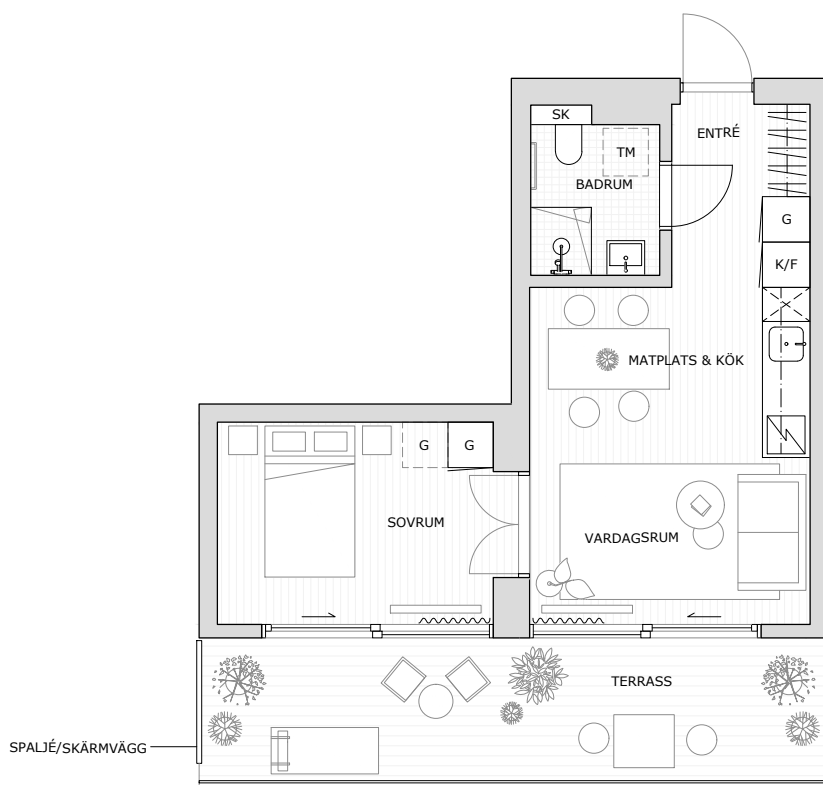 SK
ENTRÉ
TM
BADRUM
G
K/F
MATPLATS & KÖK
G
G
SOVRUM
VARDAGSRUM
TERRASS
SPALJÉ/SKÄRMVÄGG